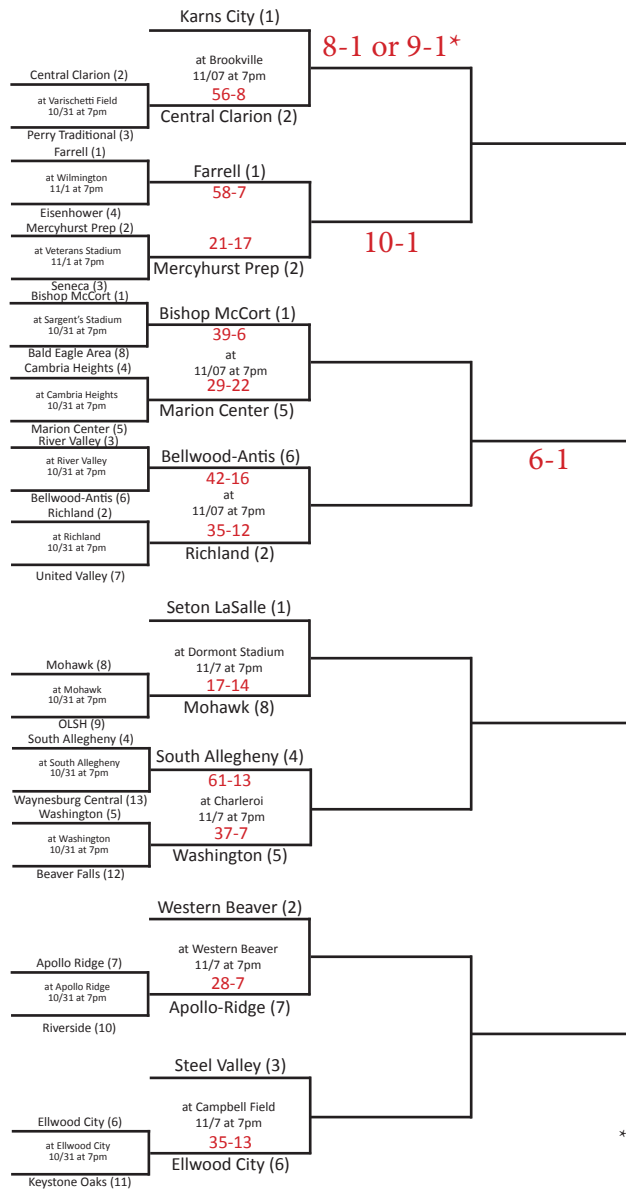 Karns City (1)
8-1 or 9-1*
at Brookville
11/07 at 7pm
56-8
Central Clarion (2)
Central Clarion (2)
at Varischetti Field
10/31 at 7pm
Perry Traditional (3)
Farrell (1)
at Wilmington
11/1 at 7pm
Eisenhower (4)
Farrell (1)
58-7
10-1
21-17
Mercyhurst Prep (2)
Mercyhurst Prep (2)
at Veterans Stadium
11/1 at 7pm
Seneca (3)
Bishop McCort (1)
at Sargent's Stadium
10/31 at 7pm
Bald Eagle Area (8)
Bishop McCort (1)
39-6
at
11/07 at 7pm
29-22
Marion Center (5)
Cambria Heights (4)
at Cambria Heights
10/31 at 7pm
Marion Center (5)
River Valley (3)
at River Valley
10/31 at 7pm
Bellwood-Antis (6)
Bellwood-Antis (6)
42-16
at
11/07 at 7pm
35-12
Richland (2)
6-1
Richland (2)
at Richland
10/31 at 7pm
United Valley (7)
Seton LaSalle (1)
at Dormont Stadium
11/7 at 7pm
17-14
Mohawk (8)
Mohawk (8)
at Mohawk
10/31 at 7pm
OLSH (9)
South Allegheny (4)
at South Allegheny
10/31 at 7pm
Waynesburg Central (13)
South Allegheny (4)
61-13
at Charleroi
11/7 at 7pm
37-7
Washington (5)
Washington (5)
at Washington
10/31 at 7pm
Beaver Falls (12)
Western Beaver (2)
at Western Beaver
11/7 at 7pm
28-7
Apollo-Ridge (7)
Apollo Ridge (7)
at Apollo Ridge
10/31 at 7pm
Riverside (10)
Steel Valley (3)
at Campbell Field
11/7 at 7pm
35-13
Ellwood City (6)
Ellwood City (6)
at Ellwood City
10/31 at 7pm
Keystone Oaks (11)
*